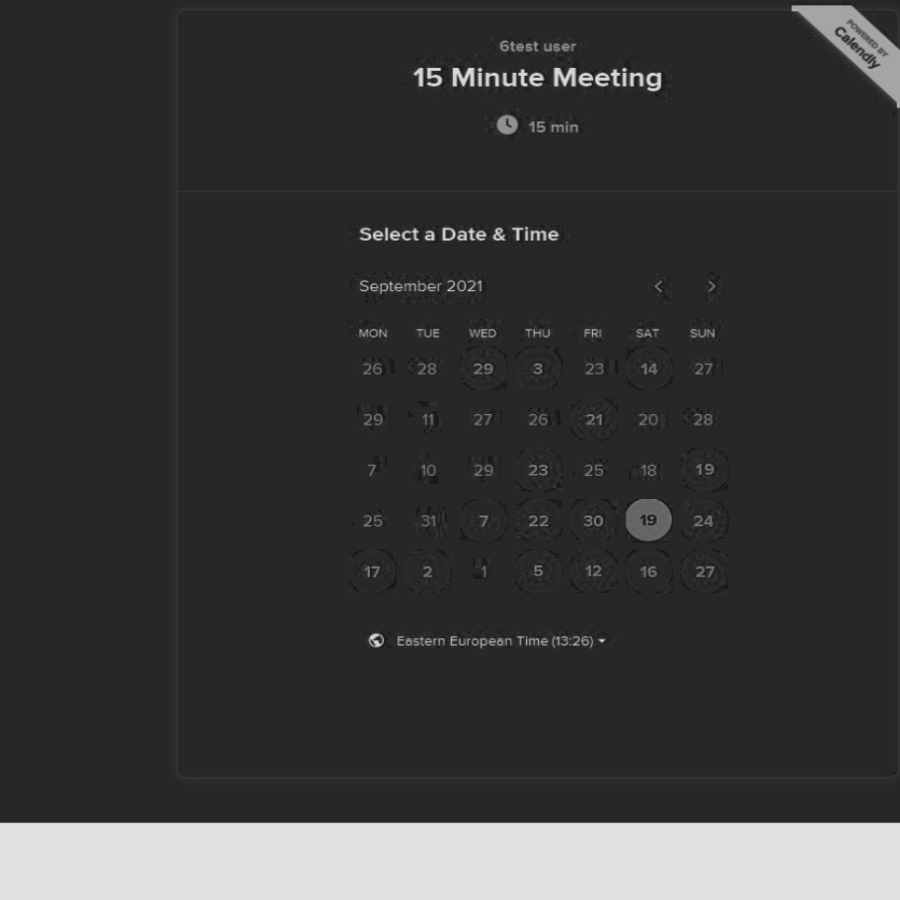 POWERED BY
Calendly
6test user
15 Minute Meeting
15 min
Select a Date & Time
September 2021
MON TUE WED THU FRI SAT SUN
26 28 29 3 23 14 27
29 11 27 26 21 20 28
7 10 29 23 25 18 19
25 31 7 22 30 19 24
17 2 1 5 12 16 27
Eastern European Time (13:26)